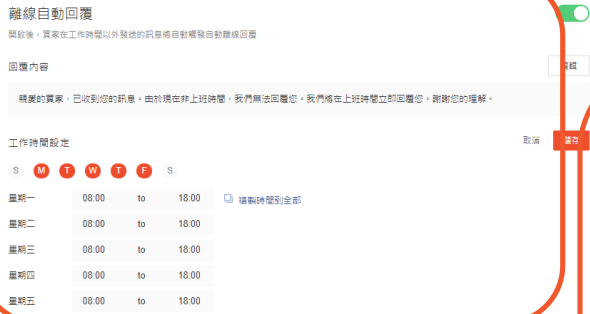 離線自動回覆
開啟後，買家在工作時間以外發送的訊息將自動觸發自動離線回覆
回覆內容
編輯
親愛的買家，已收到您的訊息。由於現在非上班時間，我們無法回覆您。我們將在上班時間立即回覆您。謝謝您的理解。
工作時間設定
取消 儲存
S M T W T F S
星期一 08:00 to 18:00 複製時間到全部
星期二 08:00 to 18:00
星期三 08:00 to 18:00
星期四 08:00 to 18:00
星期五 08:00 to 18:00